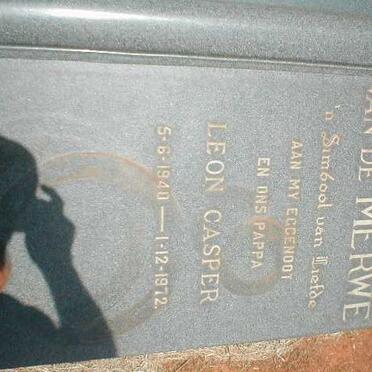 VAN DE MERWE
'n Simbool van Liefde
AAN MY EGGENOOT
EN ONS PAPPA
LEON CASPER
5-6-1940 — 1-12-1972.